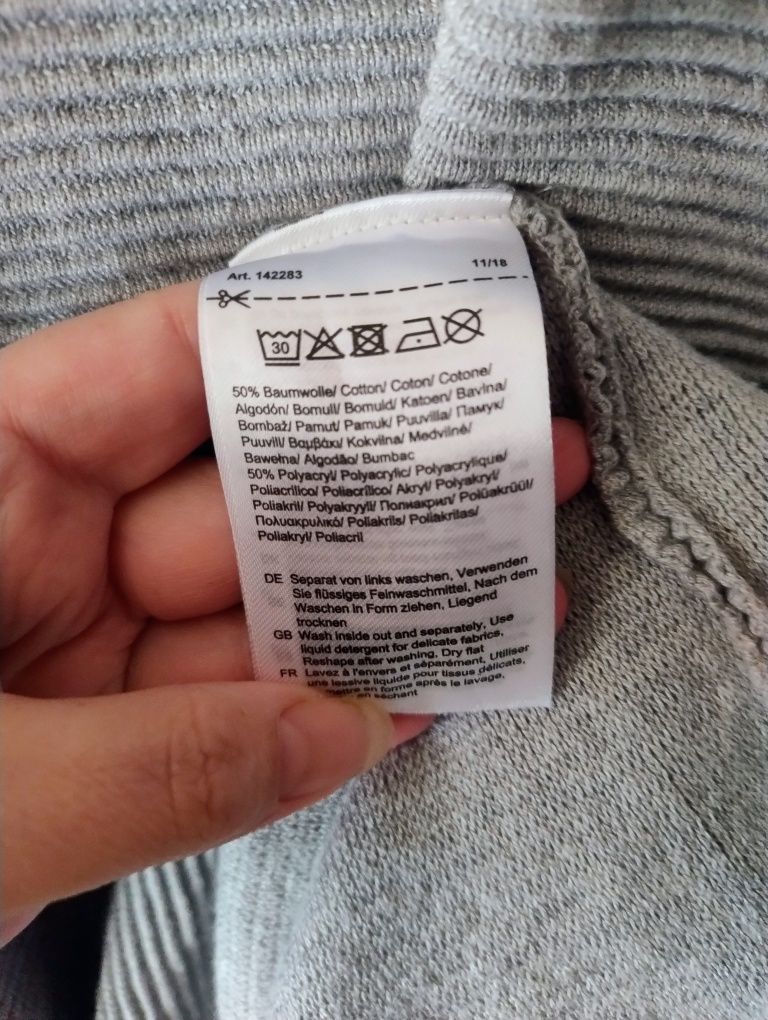 Art. 142283 11/18
30
50% Baumwolle/ Cotton/ Coton/ Cotone/
Algodón/ Bomull/ Bomuld/ Katoen/ Bavlna/
Bombaž/ Pamut/ Pamuk/ Puuvilla/ Памук/
Puuvill/ Βαμβάκι/ Kokvilna/ Medvilnė/
Bawełna/ Algodão/ Bumbac
50% Polyacryl/ Polyacrylic/ Polyacrylique/
Poliacrilico/ Poliacrílico/ Akryl/ Polyakryl/
Poliakril/ Polyakryyli/ Полиакрил/ Polüakrüül/
Πολυακρυλικό/ Poliakrils/ Poliakrilas/
Poliakryl/ Poliacril
DE Separat von links waschen, Verwenden
Sie flüssiges Feinwaschmittel, Nach dem
Waschen in Form ziehen, Liegend
trocknen
GB Wash inside out and separately, Use
liquid detergent for delicate fabrics,
Reshape after washing, Dry flat
FR Lavez à l'envers et séparément, Utiliser
une lessive liquide pour tissus délicats,
mettre en forme après le lavage,
en séchant